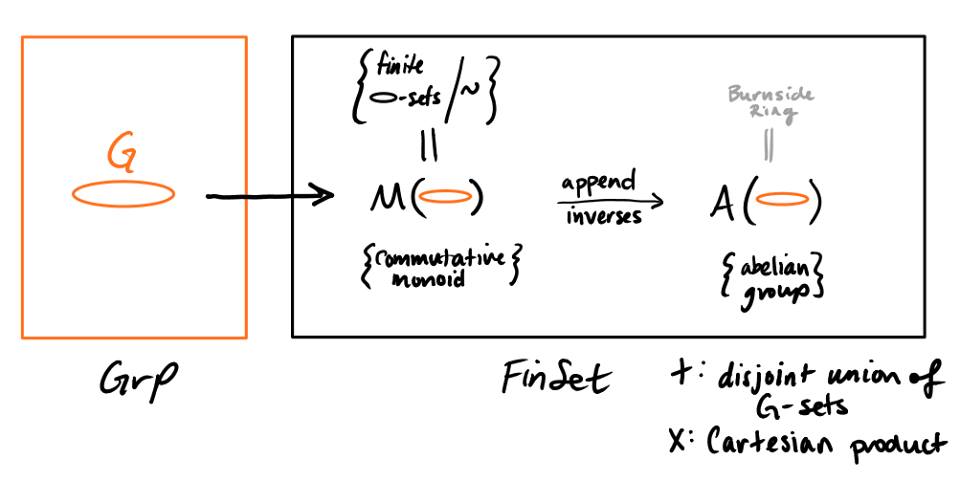 G
Grp
{finite
-sets/~}
||
M( )
{commutative
monoid}
append
inverses
Burnside
Ring
||
A( )
{abelian
group}
FinSet
+: disjoint union of
G-sets
X: Cartesian product